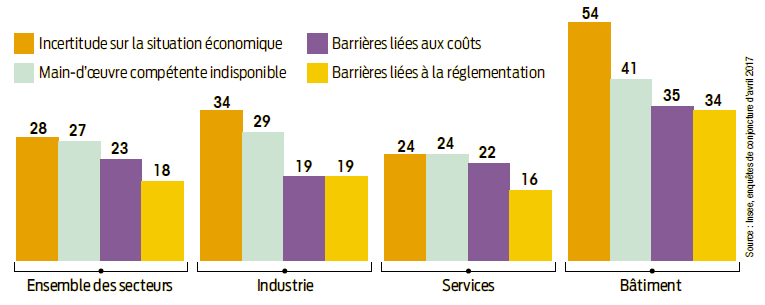 Incertitude sur la situation économique
Main-d'œuvre compétente indisponible
Barrières liées aux coûts
Barrières liées à la réglementation
28 27 23 18
34 29 19 19
24 24 22 16
54 41 35 34
Ensemble des secteurs
Industrie
Services
Bâtiment
Source : Insee, enquêtes de conjoncture d'avril 2017